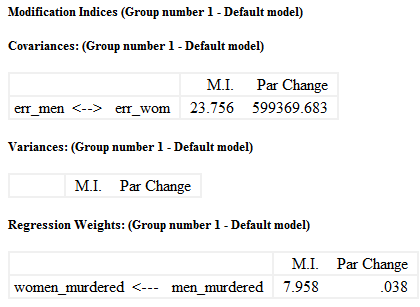 Modification Indices (Group number 1 - Default model)
Covariances: (Group number 1 - Default model)
M.I. Par Change
err_men <--> err_wom 23.756 599369.683
Variances: (Group number 1 - Default model)
M.I. Par Change
Regression Weights: (Group number 1 - Default model)
M.I. Par Change
women_murdered <--- men_murdered 7.958 .038